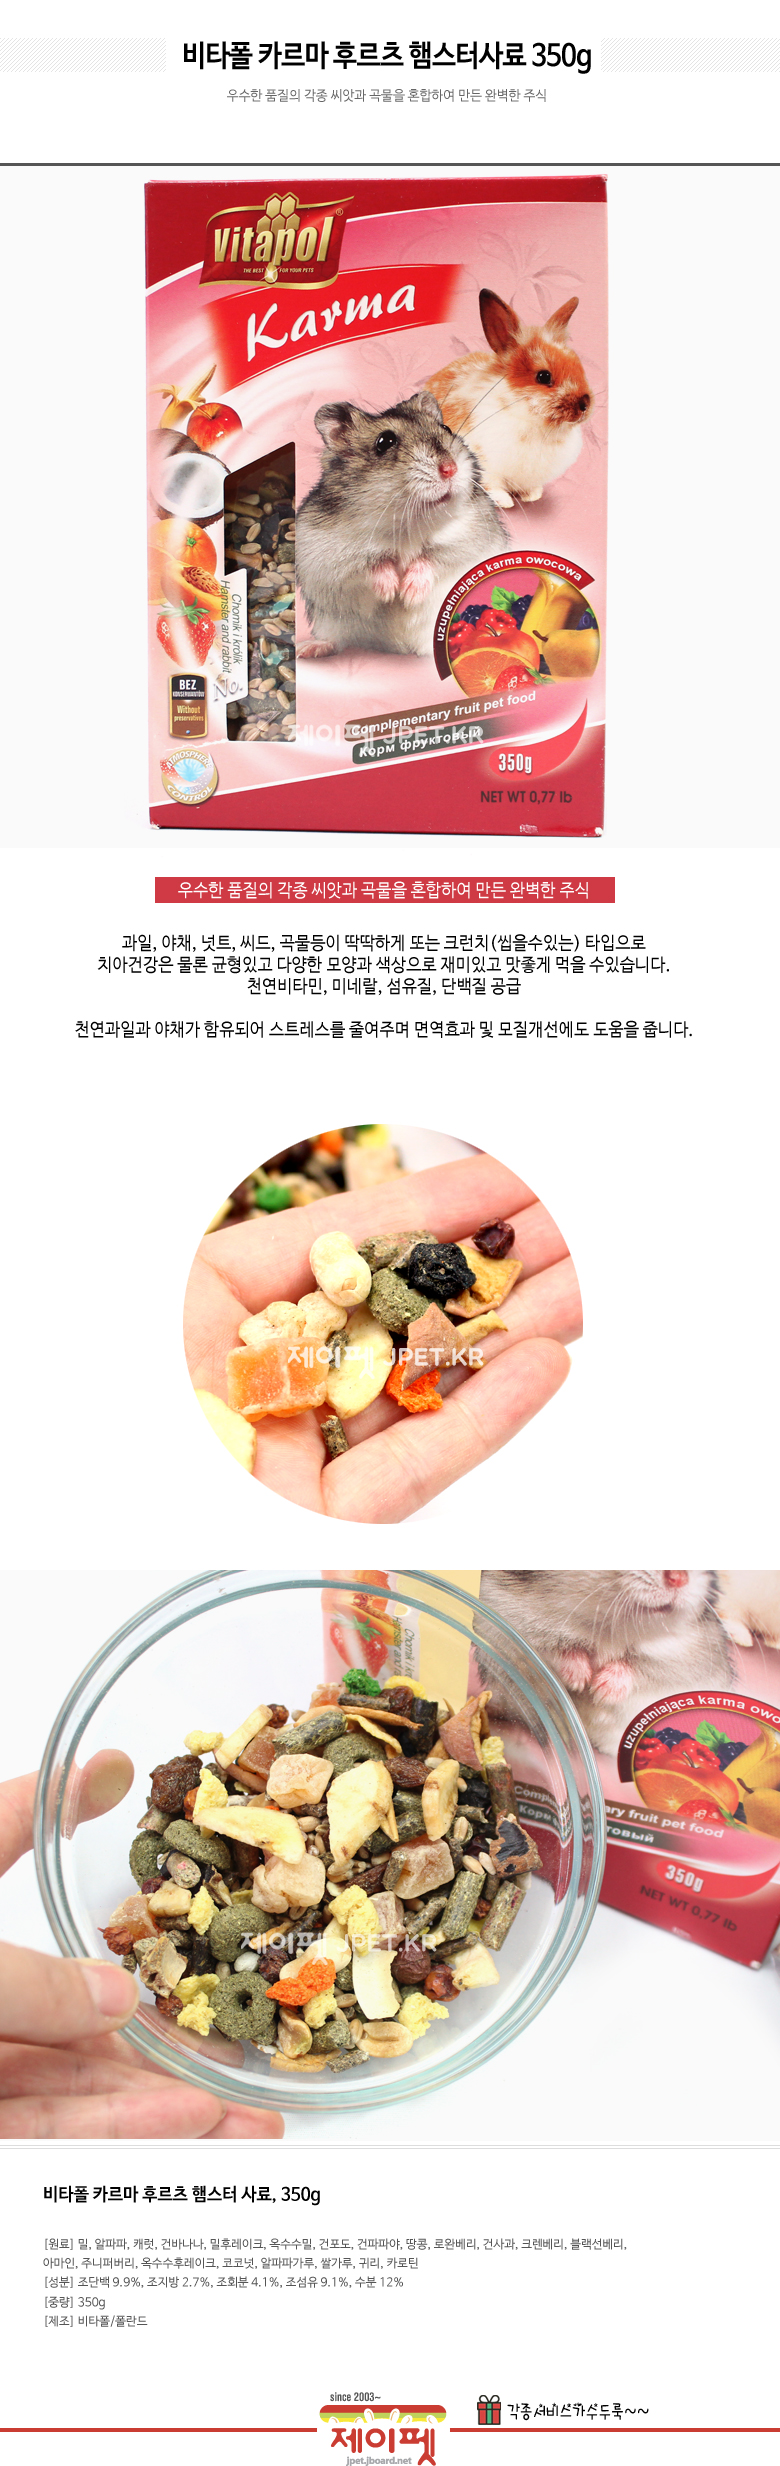 비타폴 카르마 후르츠 햄스터사료 350g
우수한 품질의 각종 씨앗과 곡물을 혼합하여 만든 완벽한 주식
Vitapol®
THE BEST FOR YOUR PETS
Karma
uzupełniająca karma owocowa
Chomik i królik
Hamster and rabbit
No.
BEZ
KONSERWANTÓW
Without
preservatives
ATMOSPHERE
CONTROL
Complementary fruit pet food
Корм фруктовый
제이펫 JPET.KR
350g
NET WT 0,77 lb
우수한 품질의 각종 씨앗과 곡물을 혼합하여 만든 완벽한 주식
과일, 야채, 넛트, 씨드, 곡물등이 딱딱하게 또는 크런치(씹을수있는) 타입으로
치아건강은 물론 균형있고 다양한 모양과 색상으로 재미있고 맛좋게 먹을 수있습니다.
천연비타민, 미네랄, 섬유질, 단백질 공급
천연과일과 야채가 함유되어 스트레스를 줄여주며 면역효과 및 모질개선에도 도움을 줍니다.
제이펫 JPET.KR
uzupełniająca karma owo
ry fruit pet food
товый
350g
NET WT 0,77 lb
제이펫 JPET.KR
비타폴 카르마 후르츠 햄스터 사료, 350g
[원료] 밀, 알파파, 캐럿, 건바나나, 밀후레이크, 옥수수밀, 건포도, 건파파야, 땅콩, 로완베리, 건사과, 크렌베리, 블랙선베리,
아마인, 주니퍼버리, 옥수수후레이크, 코코넛, 알파파가루, 쌀가루, 귀리, 카로틴
[성분] 조단백 9.9%, 조지방 2.7%, 조회분 4.1%, 조섬유 9.1%, 수분 12%
[중량] 350g
[제조] 비타폴/폴란드
since 2003~
제이펫
jpet.jboard.net
각종서비스가수두룩~~